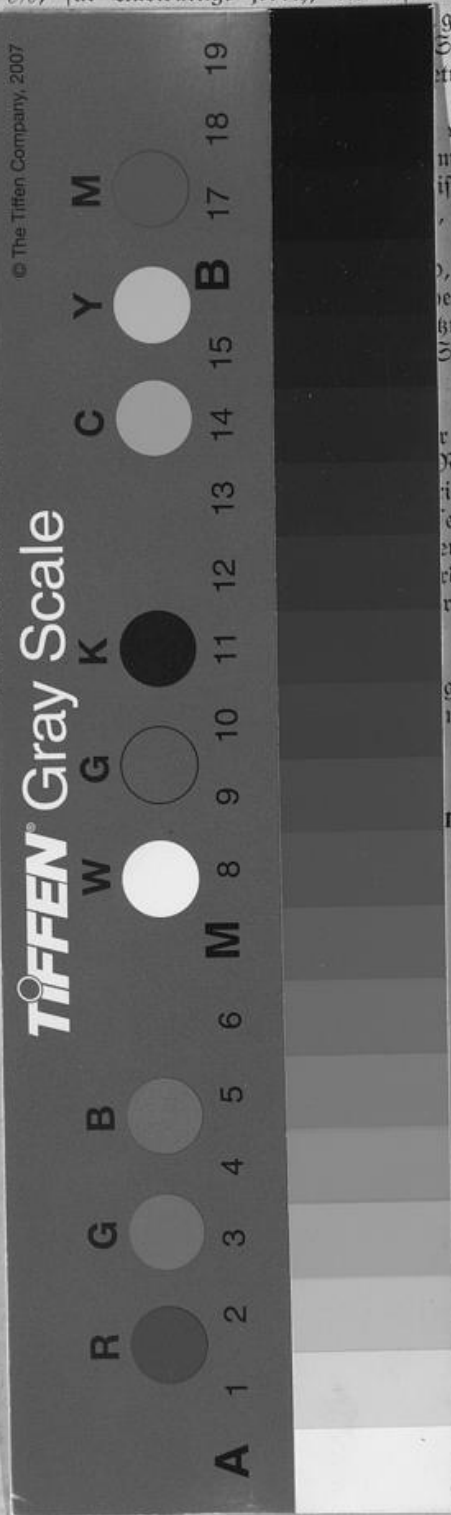 © The Tiffen Company, 2007
TIFFEN® Gray Scale
R G B W G K C Y M
A 1 2 3 4 5 6 M 8 9 10 11 12 13 14 15 B 17 18 19